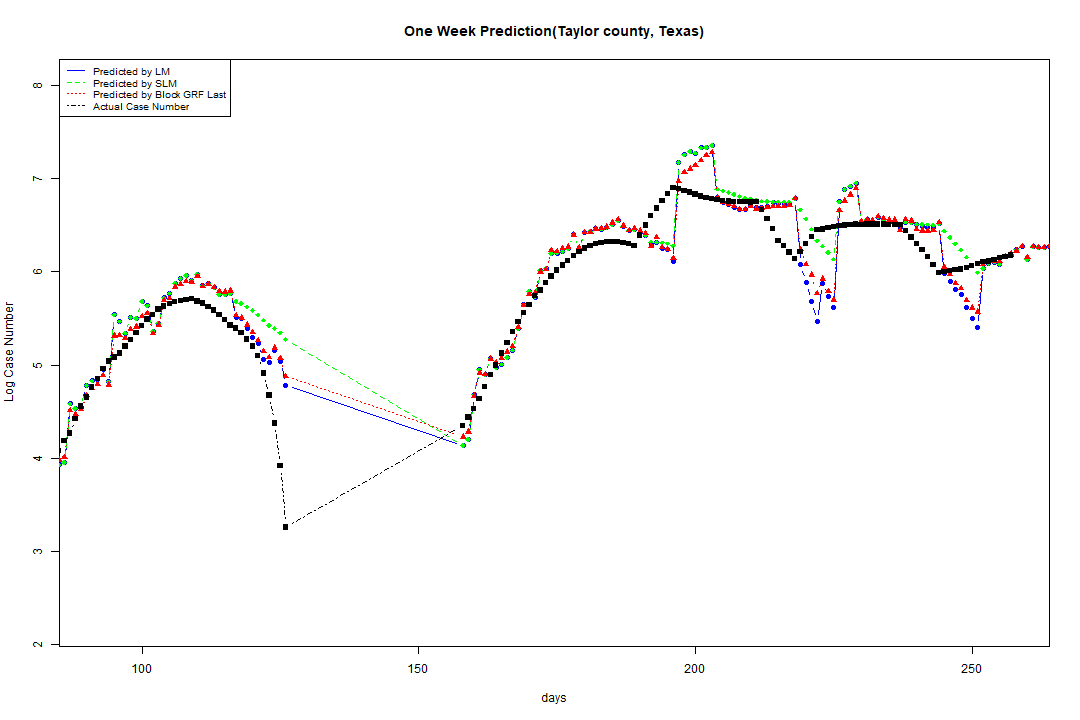 One Week Prediction(Taylor county, Texas)
Predicted by LM
Predicted by SLM
Predicted by Block GRF Last
Actual Case Number
8
7
6
5
4
3
2
Log Case Number
100 150 200 250
days